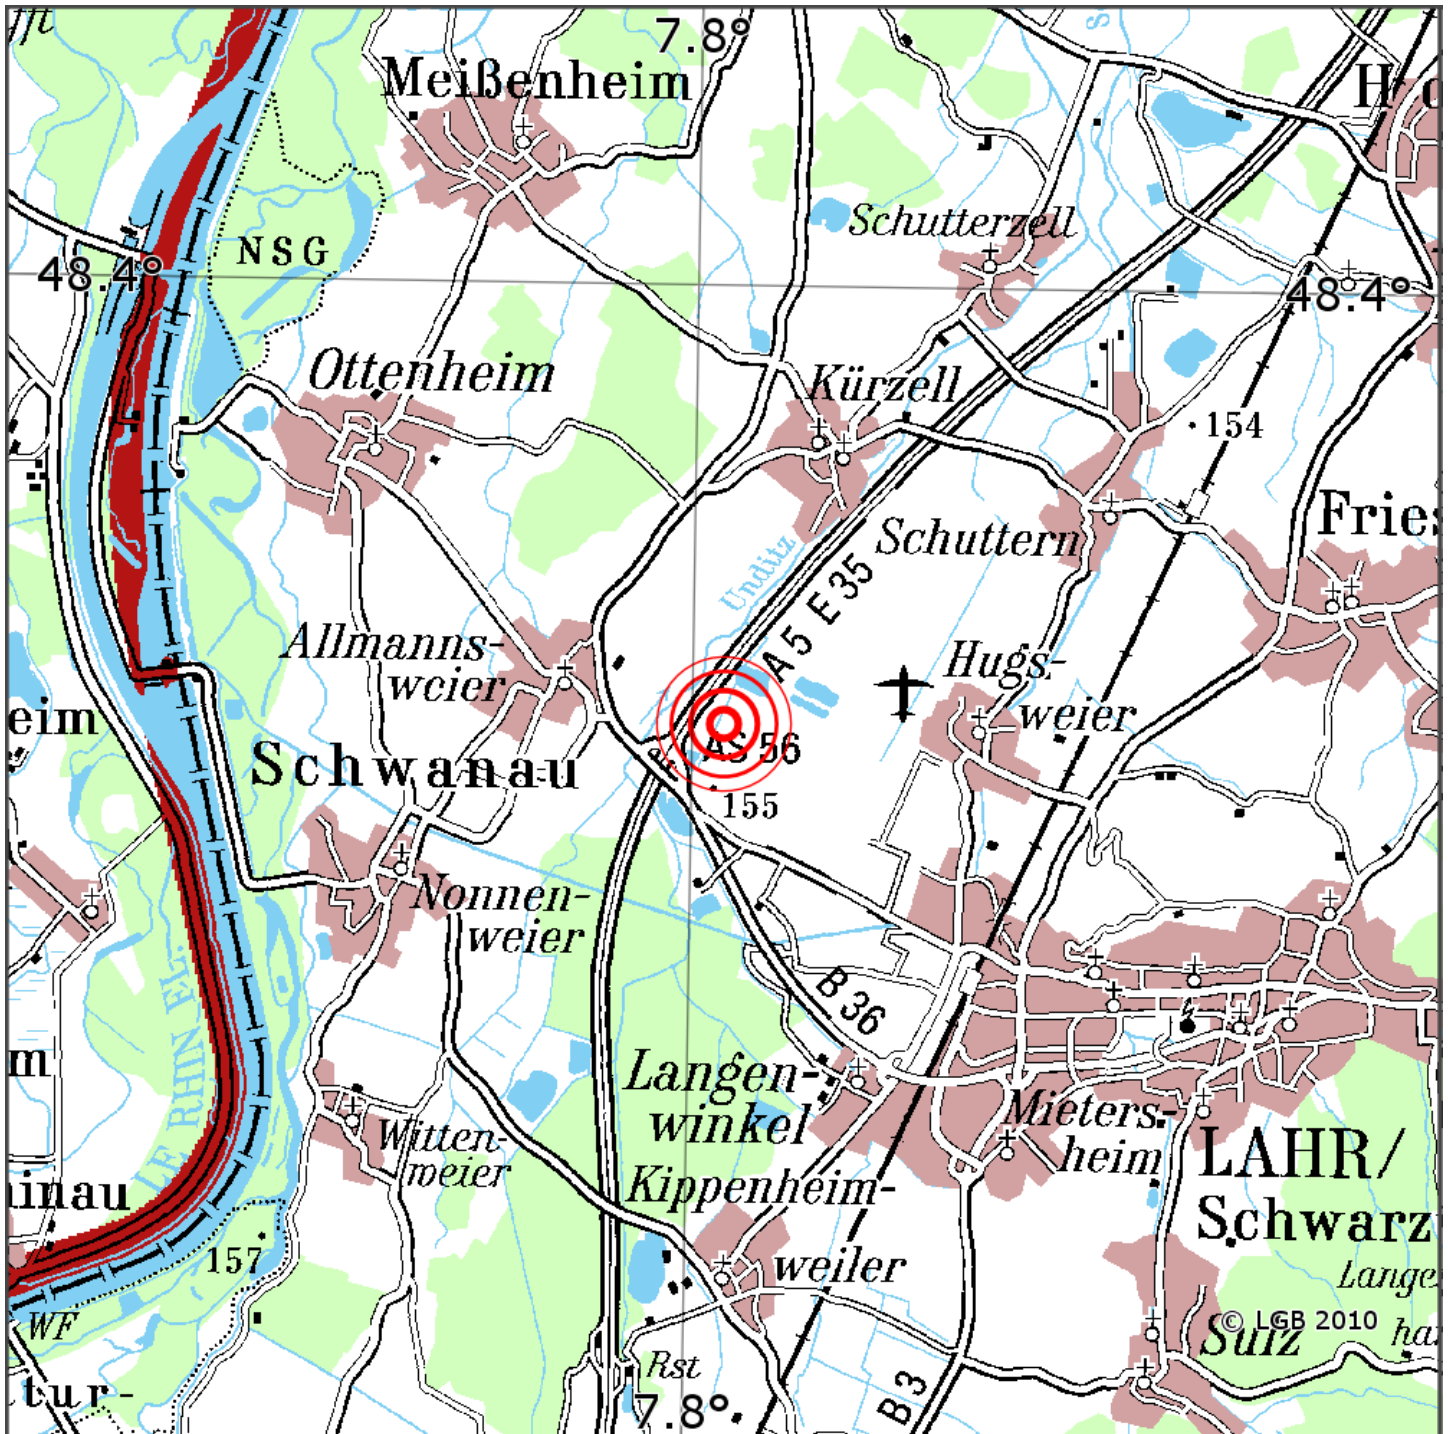 7.8°
Meißenheim
Schutterzell
NSG
48.4°
48.4°
Ottenheim
Kürzell
154
Schuttern
Unditz
A 5 E 35
Allmanns-
weier
Hugs-
weier
Schwanau
AS 56
155
Nonnen-
weier
B 36
LE RHIN FL.
Langen-
winkel
Mieters-
heim
Witten-
weier
LAHR/
Schwarz
Kippenheim-
weiler
157
WF
Rst
© LGB 2010
Sulz
7.8°
B 3
tur-
eim
inau
Fries
Lange